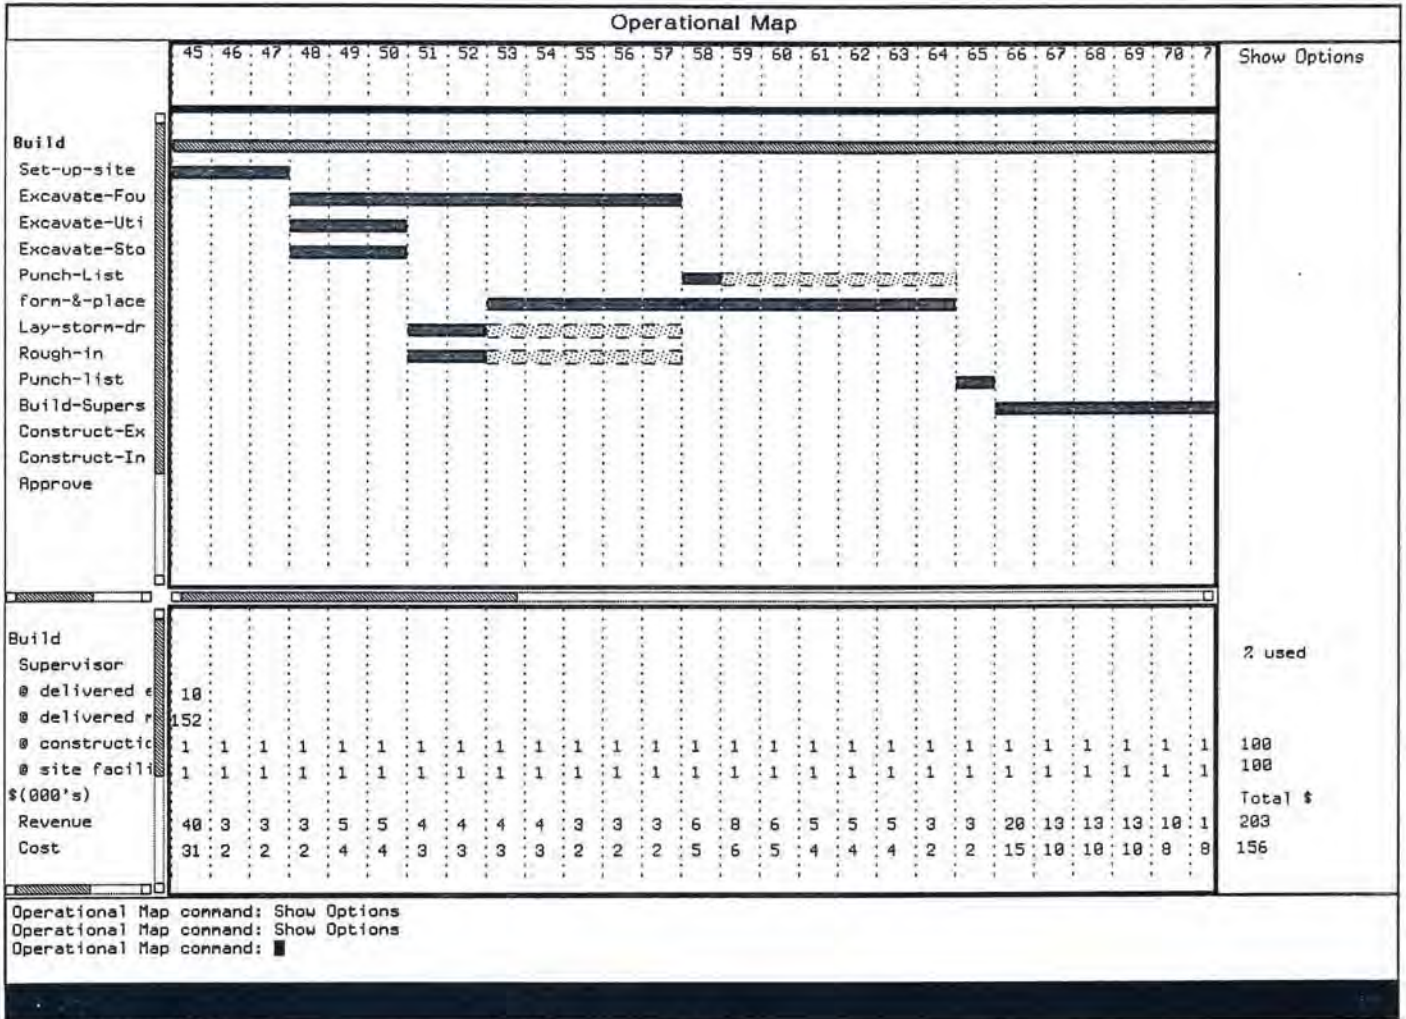 Operational Map
45 46 47 48 49 50 51 52 53 54 55 56 57 58 59 60 61 62 63 64 65 66 67 68 69 70 7
Show Options
Build
Set-up-site
Excavate-Fou
Excavate-Uti
Excavate-Sto
Punch-List
form-&-place
Lay-storm-dr
Rough-in
Punch-list
Build-Supers
Construct-Ex
Construct-In
Approve
Build
Supervisor % used
@ delivered e 10
@ delivered r 152
@ constructic 1 1 1 1 1 1 1 1 1 1 1 1 1 1 1 1 1 1 1 1 1 1 1 1 1 1 1 100
@ site facili 1 1 1 1 1 1 1 1 1 1 1 1 1 1 1 1 1 1 1 1 1 1 1 1 1 1 1 100
$(000's) Total $
Revenue 40 3 3 3 5 5 4 4 4 4 3 3 3 6 8 6 5 5 5 3 3 20 13 13 13 10 1 203
Cost 31 2 2 2 4 4 3 3 3 3 2 2 2 5 6 5 4 4 4 2 2 15 10 10 10 8 8 156
Operational Map command: Show Options
Operational Map command: Show Options
Operational Map command: